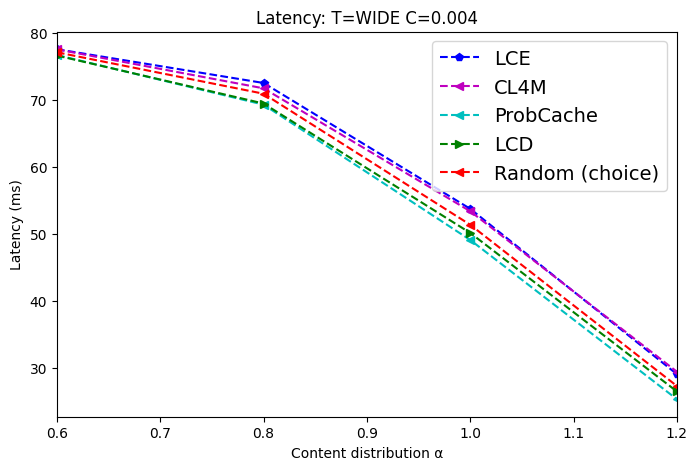 Latency: T=WIDE C=0.004
80
70
60
50
40
30
Latency (ms)
LCE
CL4M
ProbCache
LCD
Random (choice)
0.6
0.7
0.8
0.9
1.0
1.1
1.2
Content distribution α